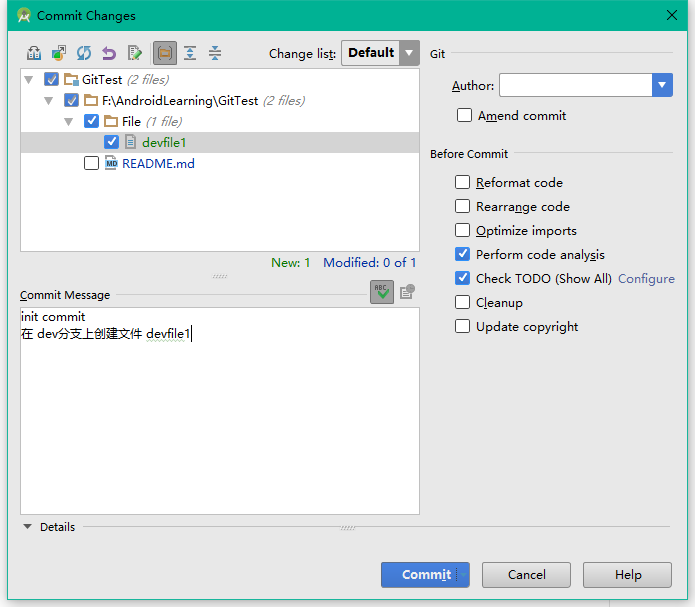 Commit Changes
Change list: Default
Git
GitTest (2 files)
Author:
F:\AndroidLearning\GitTest (2 files)
Amend commit
File (1 file)
devfile1
README.md
Before Commit
Reformat code
Rearrange code
Optimize imports
Perform code analysis
New: 1 Modified: 0 of 1
Check TODO (Show All) Configure
Commit Message
ABC
Cleanup
init commit
Update copyright
在 dev分支上创建文件 devfile1
Details
Commit
Cancel
Help